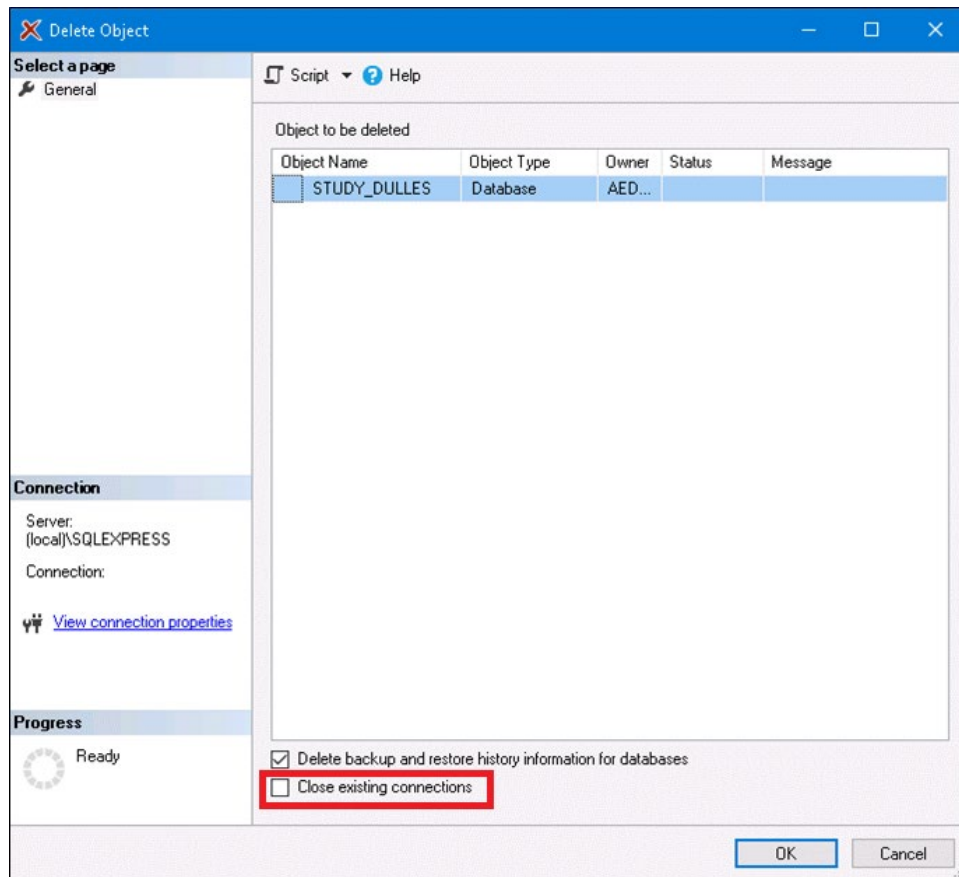 Delete Object
Select a page
General
Script
Help
Object to be deleted
Object Name Object Type Owner Status Message
STUDY_DULLES Database AED...
Connection
Server:
(local)\SQLEXPRESS
Connection:
View connection properties
Progress
Ready
Delete backup and restore history information for databases
Close existing connections
OK Cancel